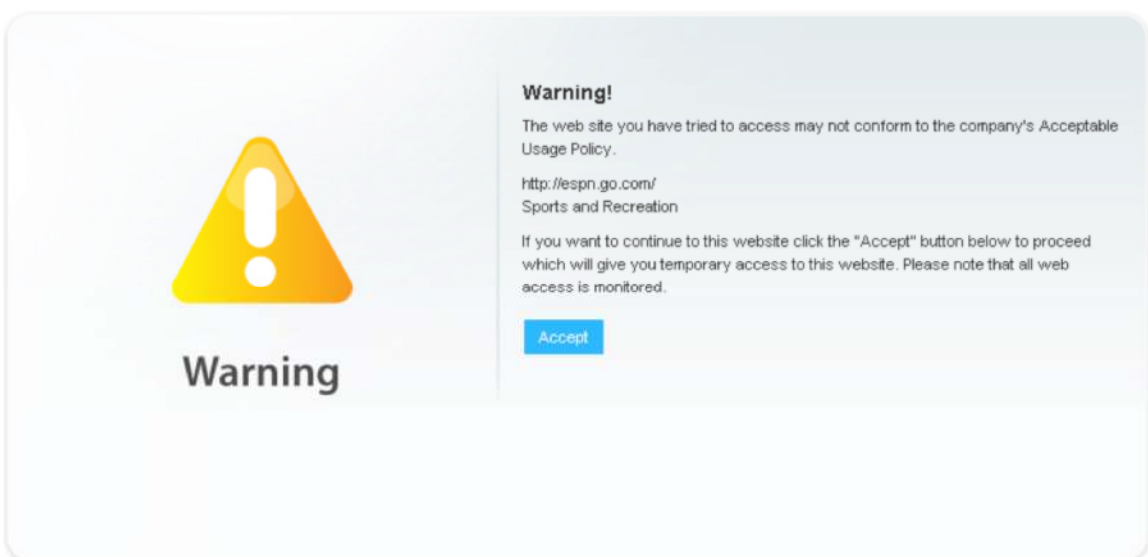 Warning
Warning!
The web site you have tried to access may not conform to the company's Acceptable
Usage Policy.
http://espn.go.com/
Sports and Recreation
If you want to continue to this website click the "Accept" button below to proceed
which will give you temporary access to this website. Please note that all web
access is monitored.
Accept